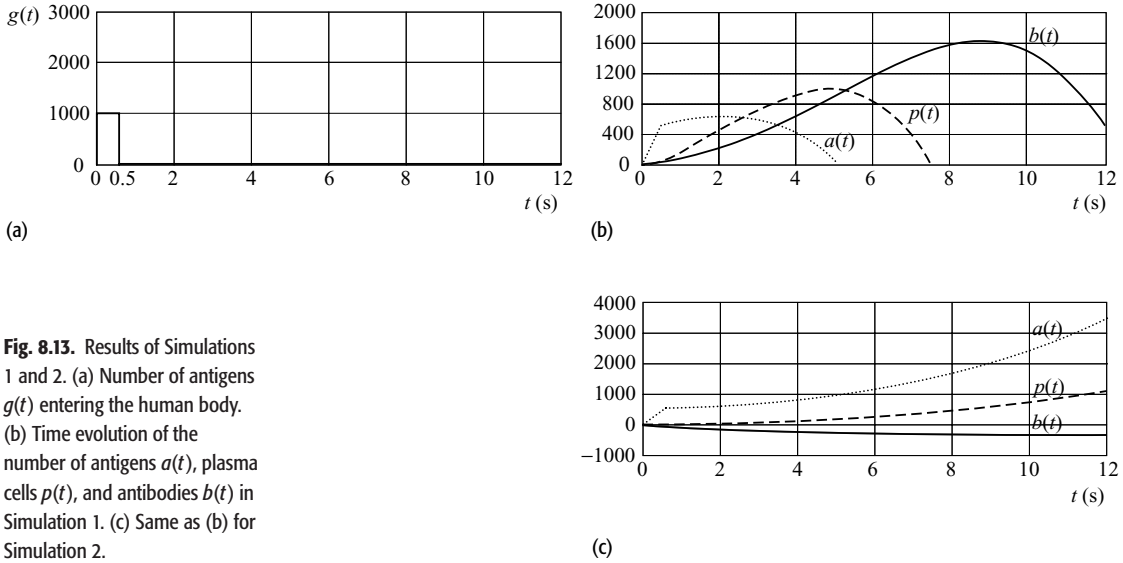 g(t)
3000
2000
1000
0
0 0.5 2 4 6 8 10 12
t (s)
(a)
2000
1600
1200
800
400
0
0 2 4 6 8 10 12
b(t)
p(t)
a(t)
t (s)
(b)
Fig. 8.13. Results of Simulations
1 and 2. (a) Number of antigens
g(t) entering the human body.
(b) Time evolution of the
number of antigens a(t), plasma
cells p(t), and antibodies b(t) in
Simulation 1. (c) Same as (b) for
Simulation 2.
4000
3000
2000
1000
0
−1000
0 2 4 6 8 10 12
a(t)
p(t)
b(t)
t (s)
(c)